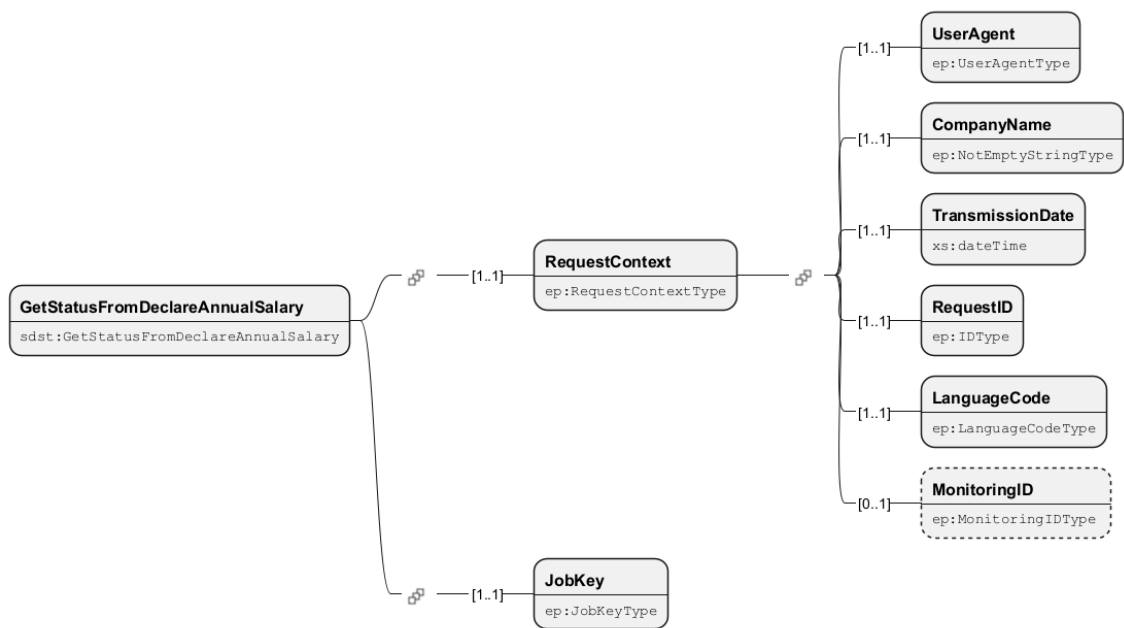 GetStatusFromDeclareAnnualSalary
sdst:GetStatusFromDeclareAnnualSalary
[1..1]
RequestContext
ep:RequestContextType
[1..1]
UserAgent
ep:UserAgentType
[1..1]
CompanyName
ep:NotEmptyStringType
[1..1]
TransmissionDate
xs:dateTime
[1..1]
RequestID
ep:IDType
[1..1]
LanguageCode
ep:LanguageCodeType
[0..1]
MonitoringID
ep:MonitoringIDType
[1..1]
JobKey
ep:JobKeyType